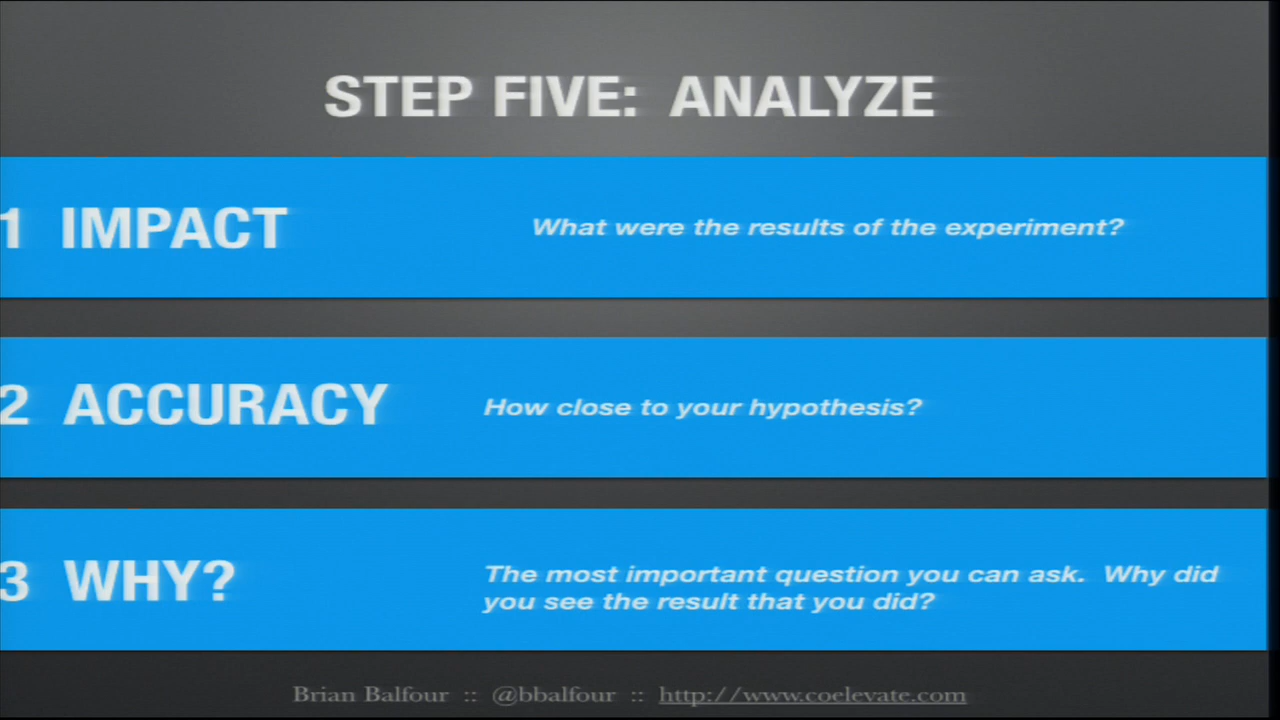 STEP FIVE: ANALYZE
1 IMPACT
What were the results of the experiment?
2 ACCURACY
How close to your hypothesis?
3 WHY?
The most important question you can ask. Why did
you see the result that you did?
Brian Balfour :: @bbalfour :: http://www.coelevate.com